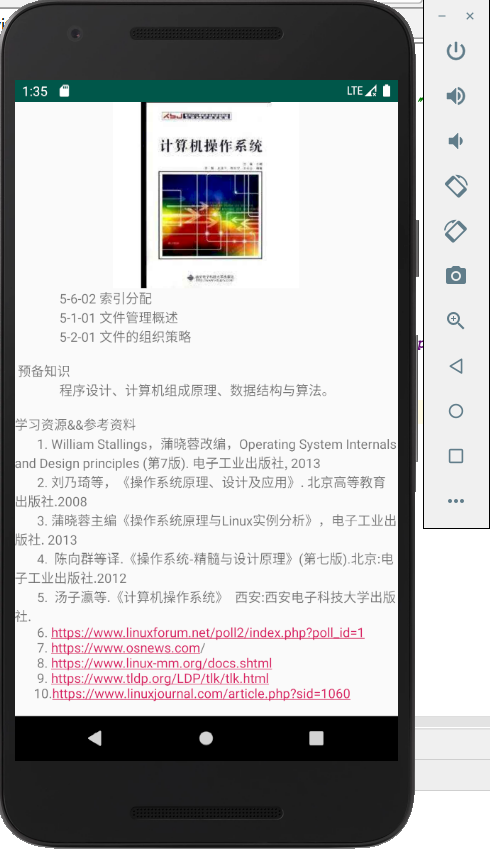 1:35
LTE
计算机操作系统
5-6-02 索引分配
5-1-01 文件管理概述
5-2-01 文件的组织策略
预备知识
程序设计、计算机组成原理、数据结构与算法。
学习资源&&参考资料
1. William Stallings，蒲晓蓉改编，Operating System Internals
and Design principles (第7版). 电子工业出版社, 2013
2. 刘乃琦等，《操作系统原理、设计及应用》. 北京高等教育
出版社.2008
3. 蒲晓蓉主编《操作系统原理与Linux实例分析》，电子工业出
版社. 2013
4. 陈向群等译.《操作系统-精髓与设计原理》(第七版).北京:电
子工业出版社.2012
5. 汤子瀛等.《计算机操作系统》 西安:西安电子科技大学出版
社.
6. https://www.linuxforum.net/poll2/index.php?poll_id=1
7. https://www.osnews.com/
8. https://www.linux-mm.org/docs.shtml
9. https://www.tldp.org/LDP/tlk/tlk.html
10.https://www.linuxjournal.com/article.php?sid=1060